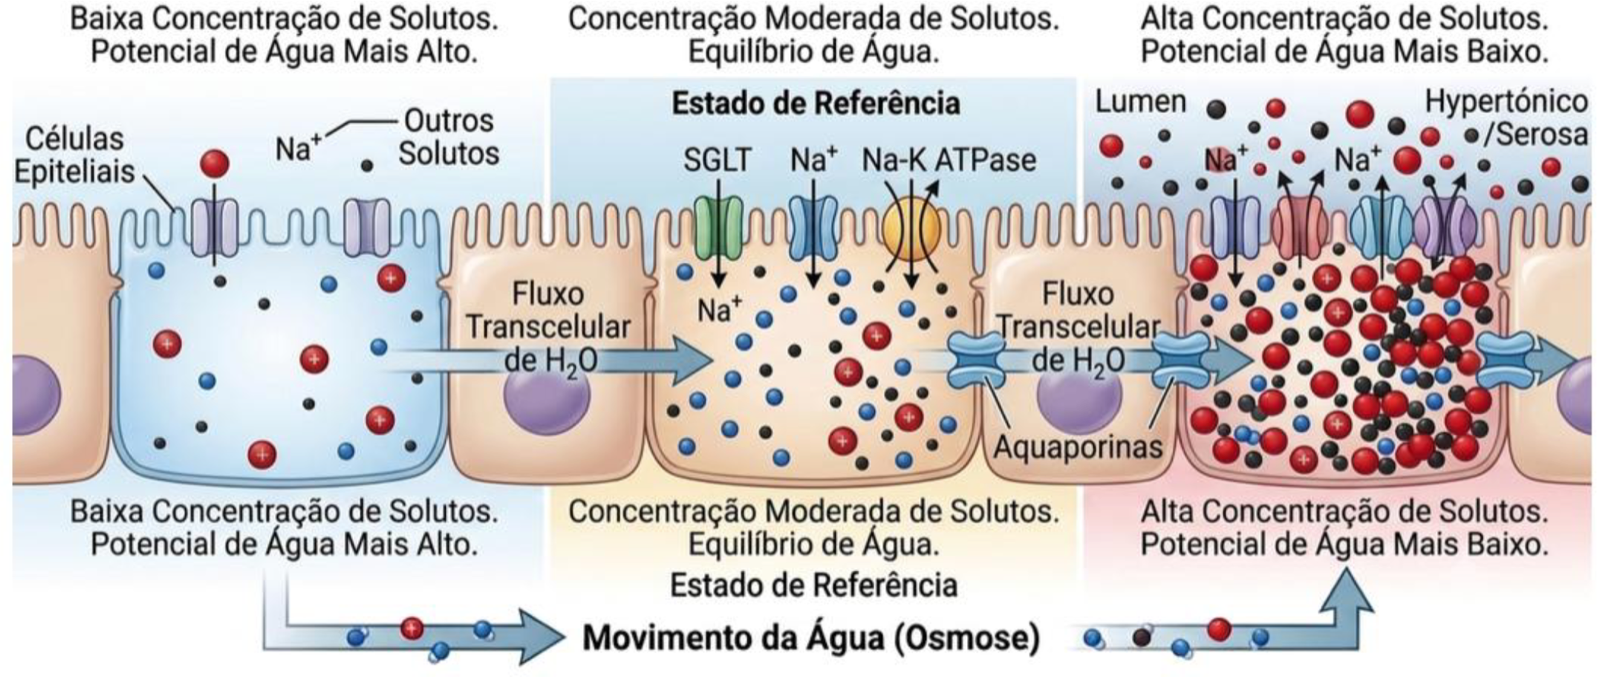 Baixa Concentração de Solutos.
Potencial de Água Mais Alto.
Concentração Moderada de Solutos.
Equilíbrio de Água.
Alta Concentração de Solutos.
Potencial de Água Mais Baixo.
Células
Epiteliais
Na⁺
Outros
Solutos
Estado de Referência
SGLT
Na⁺
Na-K ATPase
Lumen
Hypertónico
/Serosa
Na⁺
Na⁺
Fluxo
Transcelular
de H₂O
Na⁺
Fluxo
Transcelular
de H₂O
Aquaporinas
Baixa Concentração de Solutos.
Potencial de Água Mais Alto.
Concentração Moderada de Solutos.
Equilíbrio de Água.
Estado de Referência
Alta Concentração de Solutos.
Potencial de Água Mais Baixo.
Movimento da Água (Osmose)